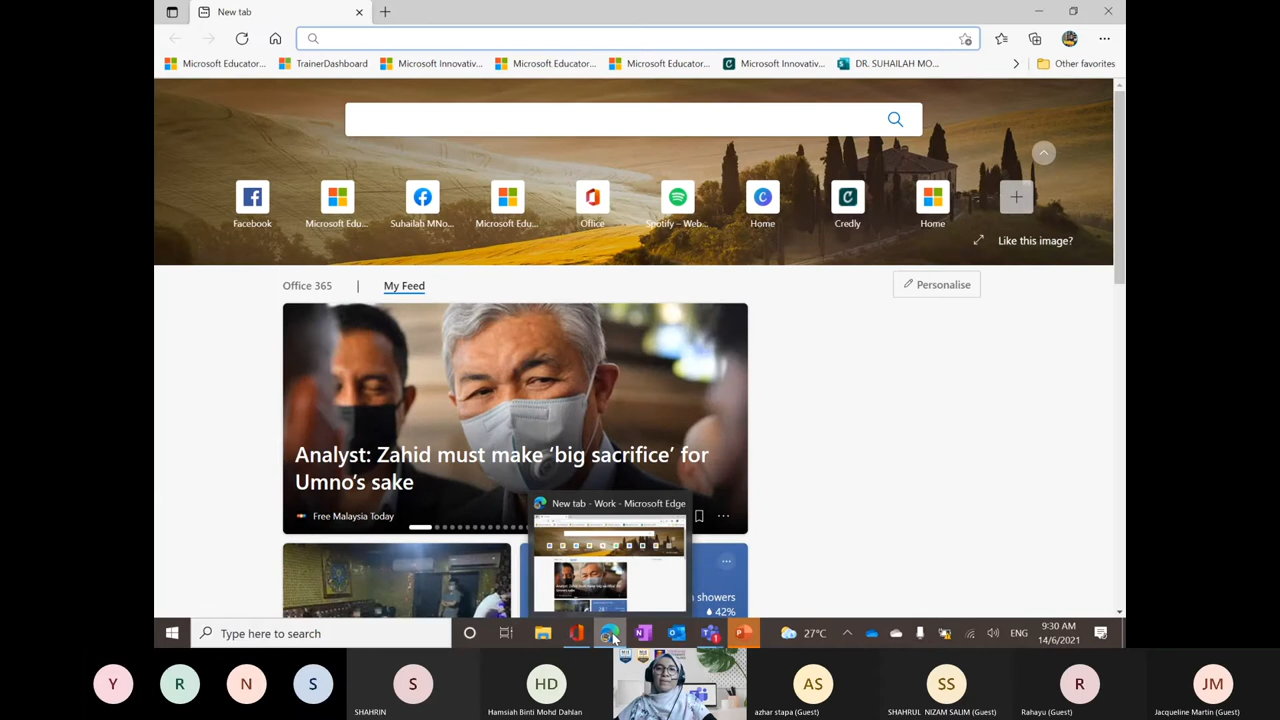 New tab
Microsoft Educator...
TrainerDashboard
Microsoft Innovativ...
Microsoft Educator...
Microsoft Educator...
Microsoft Innovativ...
DR. SUHAILAH MO...
Other favorites
Facebook
Microsoft Edu...
Suhailah MNo...
Microsoft Edu...
Office
Spotify – Web...
Home
Credly
Home
Like this image?
Office 365
My Feed
Personalise
Analyst: Zahid must make ‘big sacrifice’ for
Umno’s sake
Free Malaysia Today
New tab - Work - Microsoft Edge
showers
42%
Type here to search
27°C
ENG
9:30 AM
14/6/2021
Y
R
N
S
S
SHAHRIN
HD
Hamsiah Binti Mohd Dahlan
AS
azhar stapa (Guest)
SS
SHAHRUL NIZAM SALIM (Guest)
R
Rahayu (Guest)
JM
Jacqueline Martin (Guest)